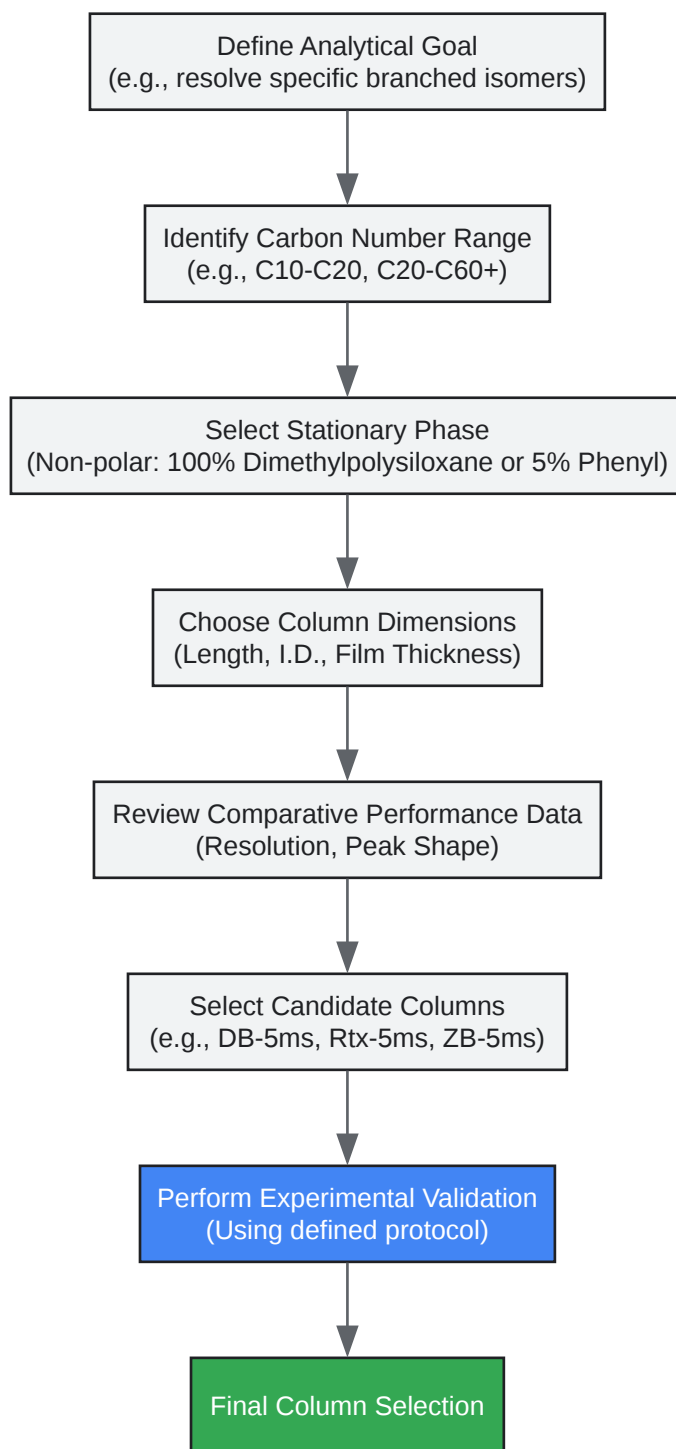 Define Analytical Goal
(e.g., resolve specific branched isomers)
Identify Carbon Number Range
(e.g., C10-C20, C20-C60+)
Select Stationary Phase
(Non-polar: 100% Dimethylpolysiloxane or 5% Phenyl)
Choose Column Dimensions
(Length, I.D., Film Thickness)
Review Comparative Performance Data
(Resolution, Peak Shape)
Select Candidate Columns
(e.g., DB-5ms, Rtx-5ms, ZB-5ms)
Perform Experimental Validation
(Using defined protocol)
Final Column Selection